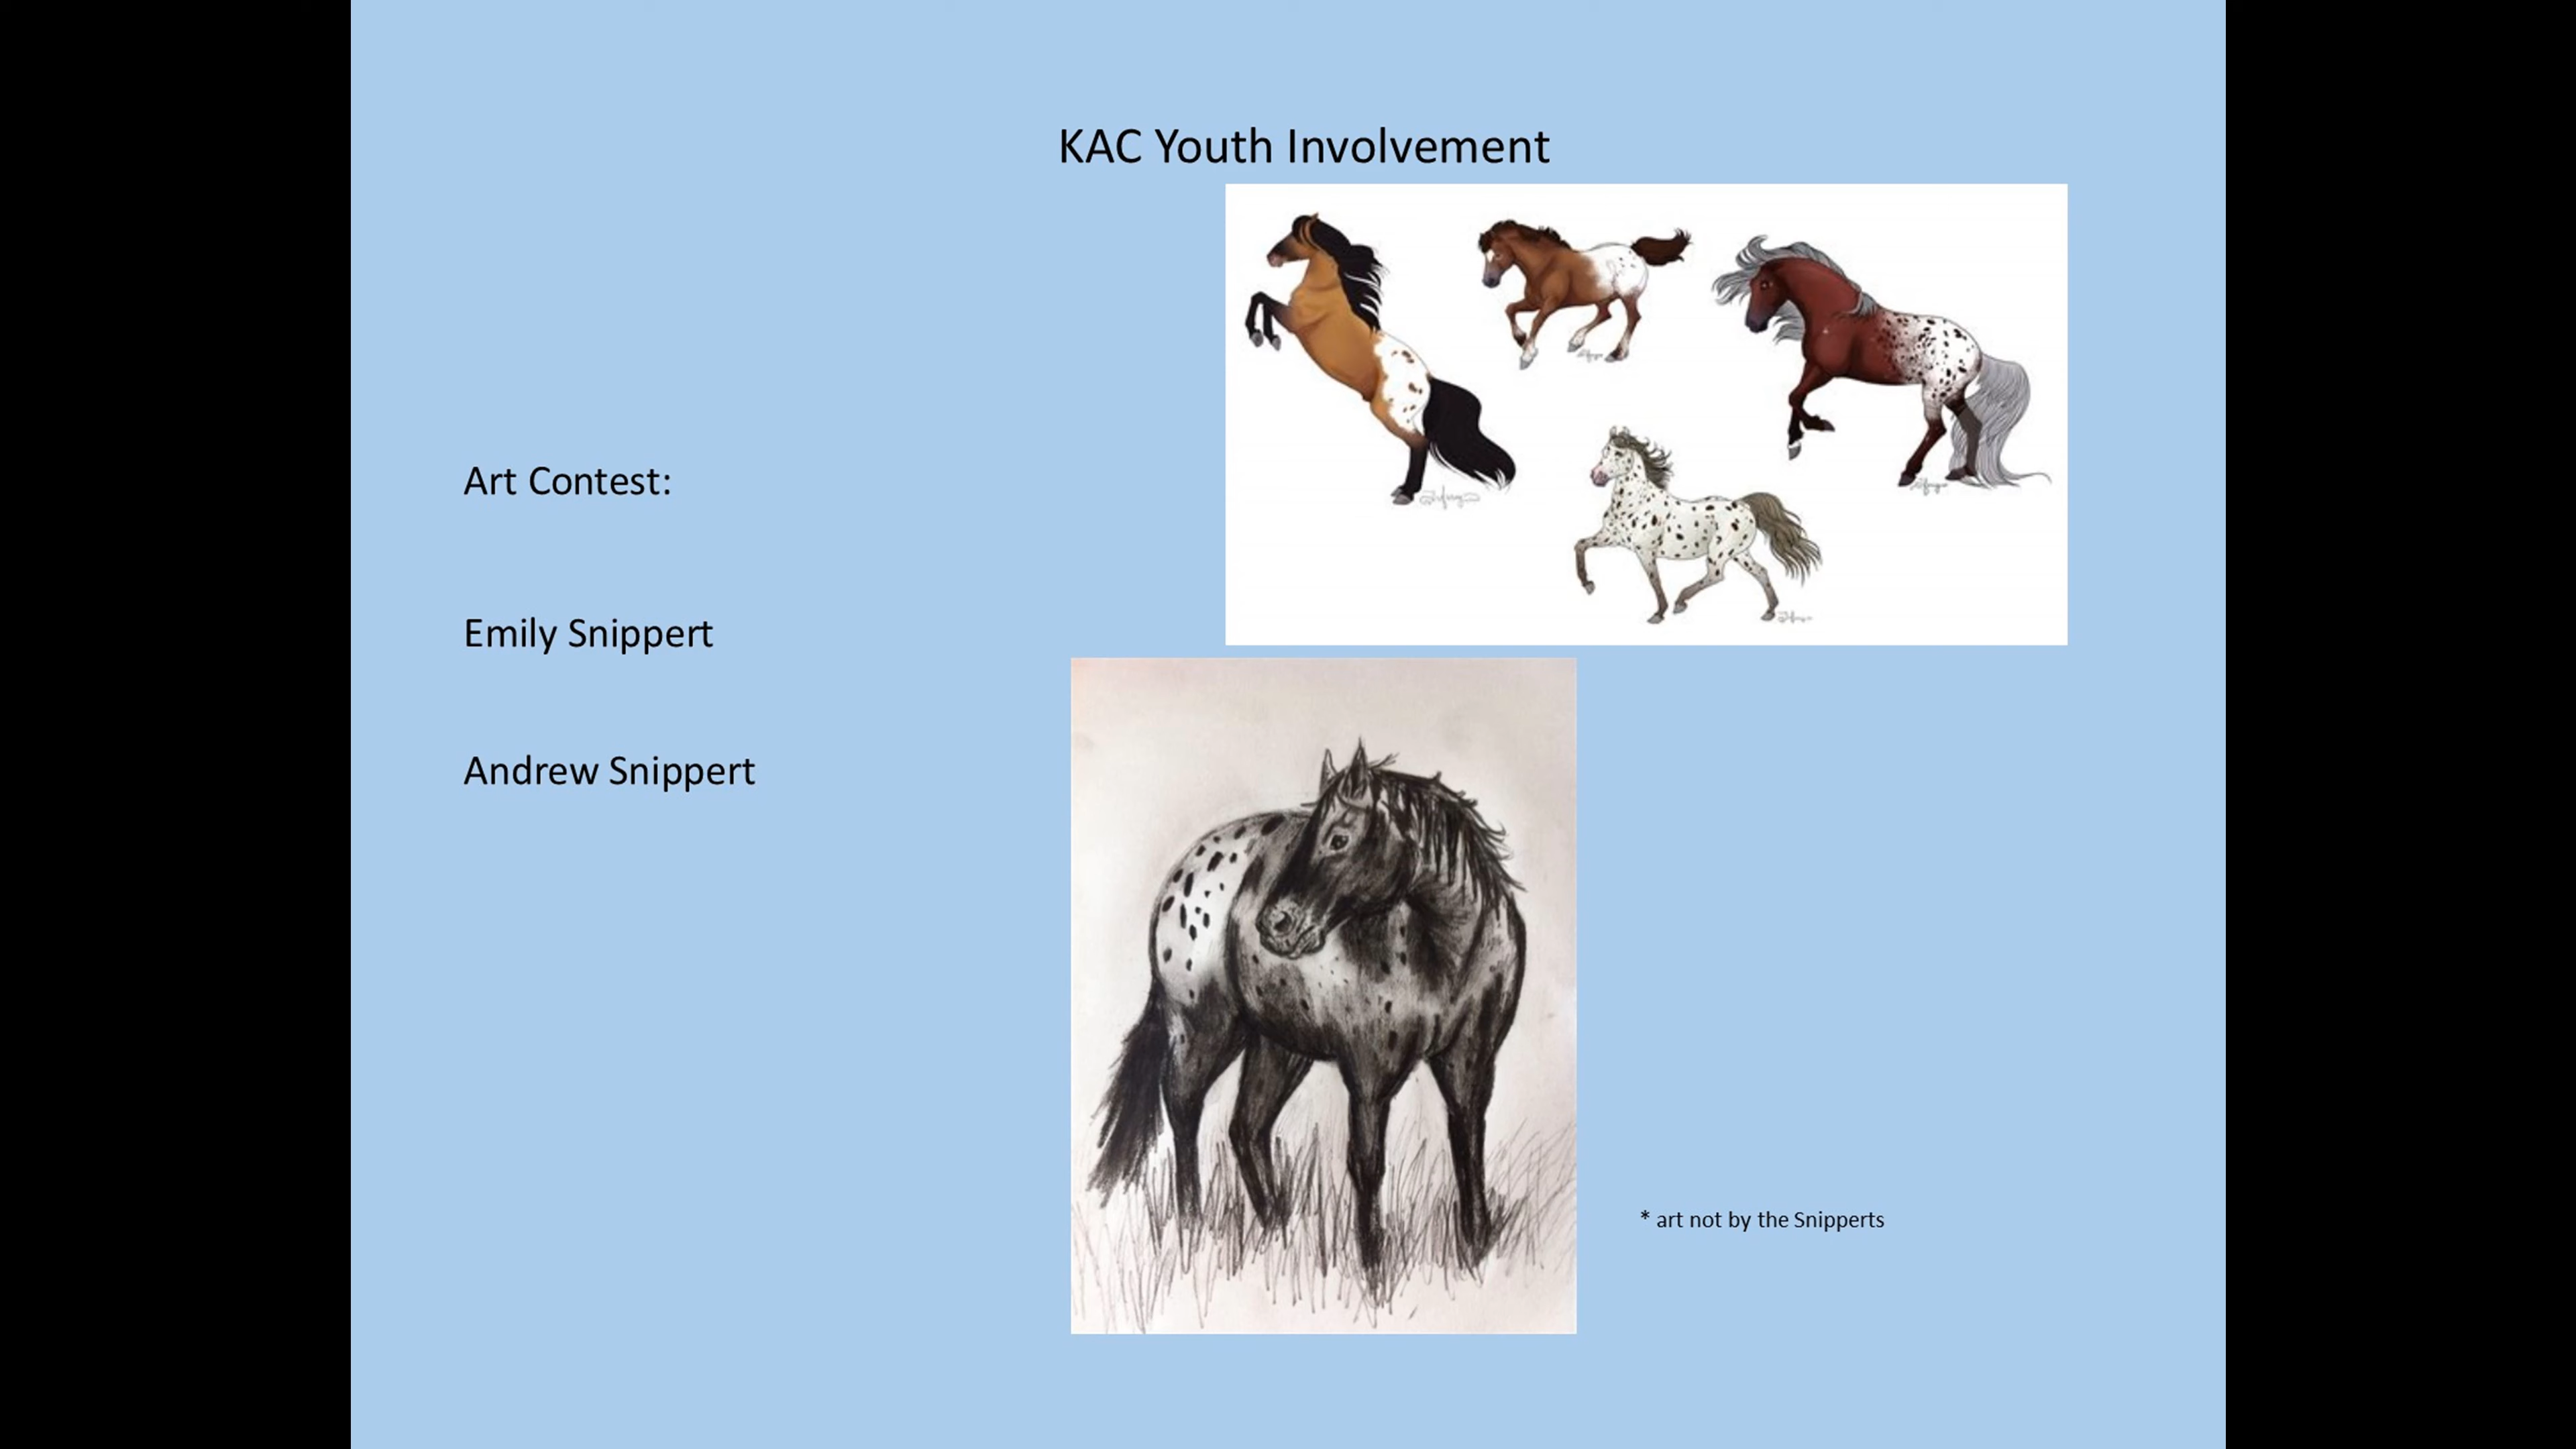 KAC Youth Involvement
Art Contest:
Emily Snippert
Andrew Snippert
* art not by the Snipperts